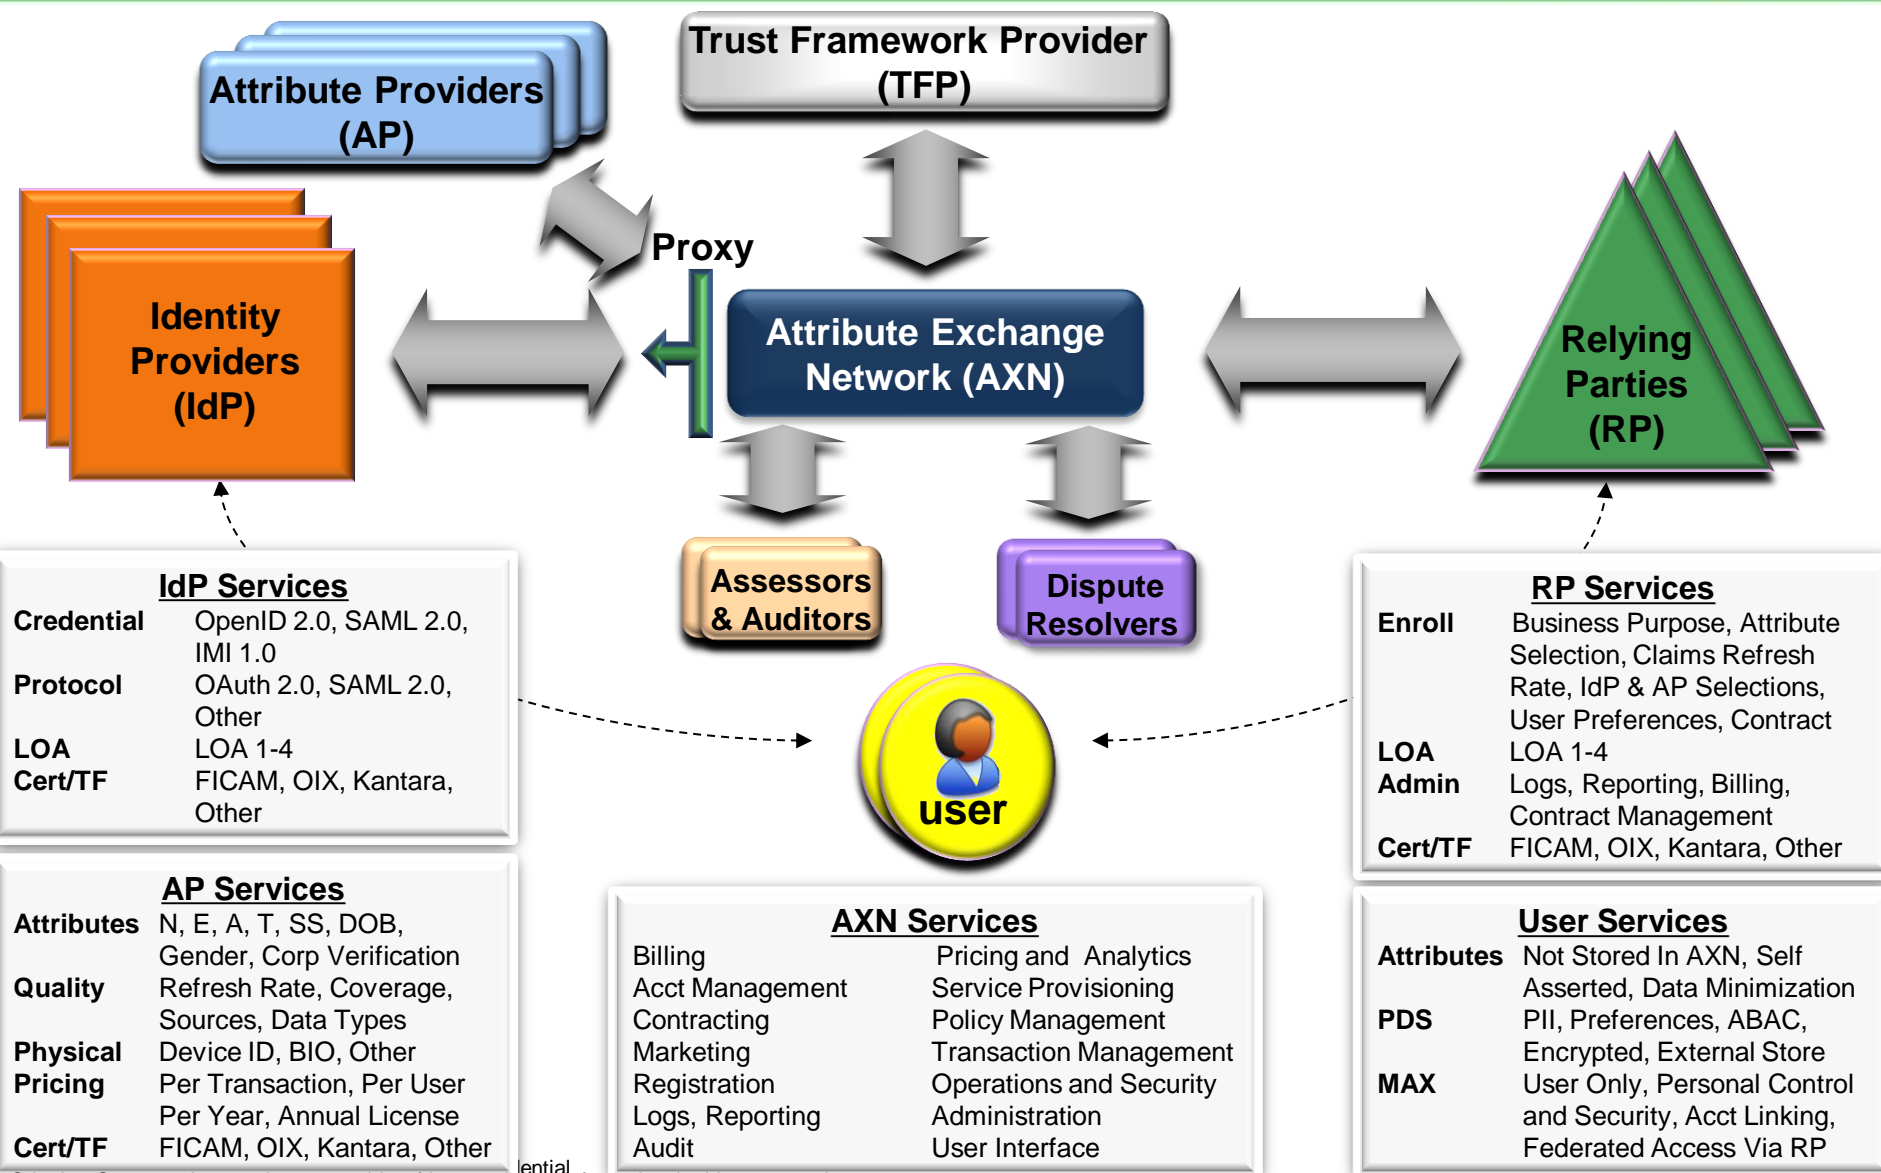 Trust Framework Provider
(TFP)
Attribute Providers
(AP)
Proxy
Identity
Providers
(IdP)
Attribute Exchange
Network (AXN)
Relying
Parties
(RP)
Assessors
& Auditors
Dispute
Resolvers
user
IdP Services
Credential OpenID 2.0, SAML 2.0,
IMI 1.0
Protocol OAuth 2.0, SAML 2.0,
Other
LOA LOA 1-4
Cert/TF FICAM, OIX, Kantara,
Other
RP Services
Enroll Business Purpose, Attribute
Selection, Claims Refresh
Rate, IdP & AP Selections,
User Preferences, Contract
LOA LOA 1-4
Admin Logs, Reporting, Billing,
Contract Management
Cert/TF FICAM, OIX, Kantara, Other
AP Services
Attributes N, E, A, T, SS, DOB,
Gender, Corp Verification
Quality Refresh Rate, Coverage,
Sources, Data Types
Physical Device ID, BIO, Other
Pricing Per Transaction, Per User
Per Year, Annual License
Cert/TF FICAM, OIX, Kantara, Other
AXN Services
Billing Pricing and Analytics
Acct Management Service Provisioning
Contracting Policy Management
Marketing Transaction Management
Registration Operations and Security
Logs, Reporting Administration
Audit User Interface
User Services
Attributes Not Stored In AXN, Self
Asserted, Data Minimization
PDS PII, Preferences, ABAC,
Encrypted, External Store
MAX User Only, Personal Control
and Security, Acct Linking,
Federated Access Via RP